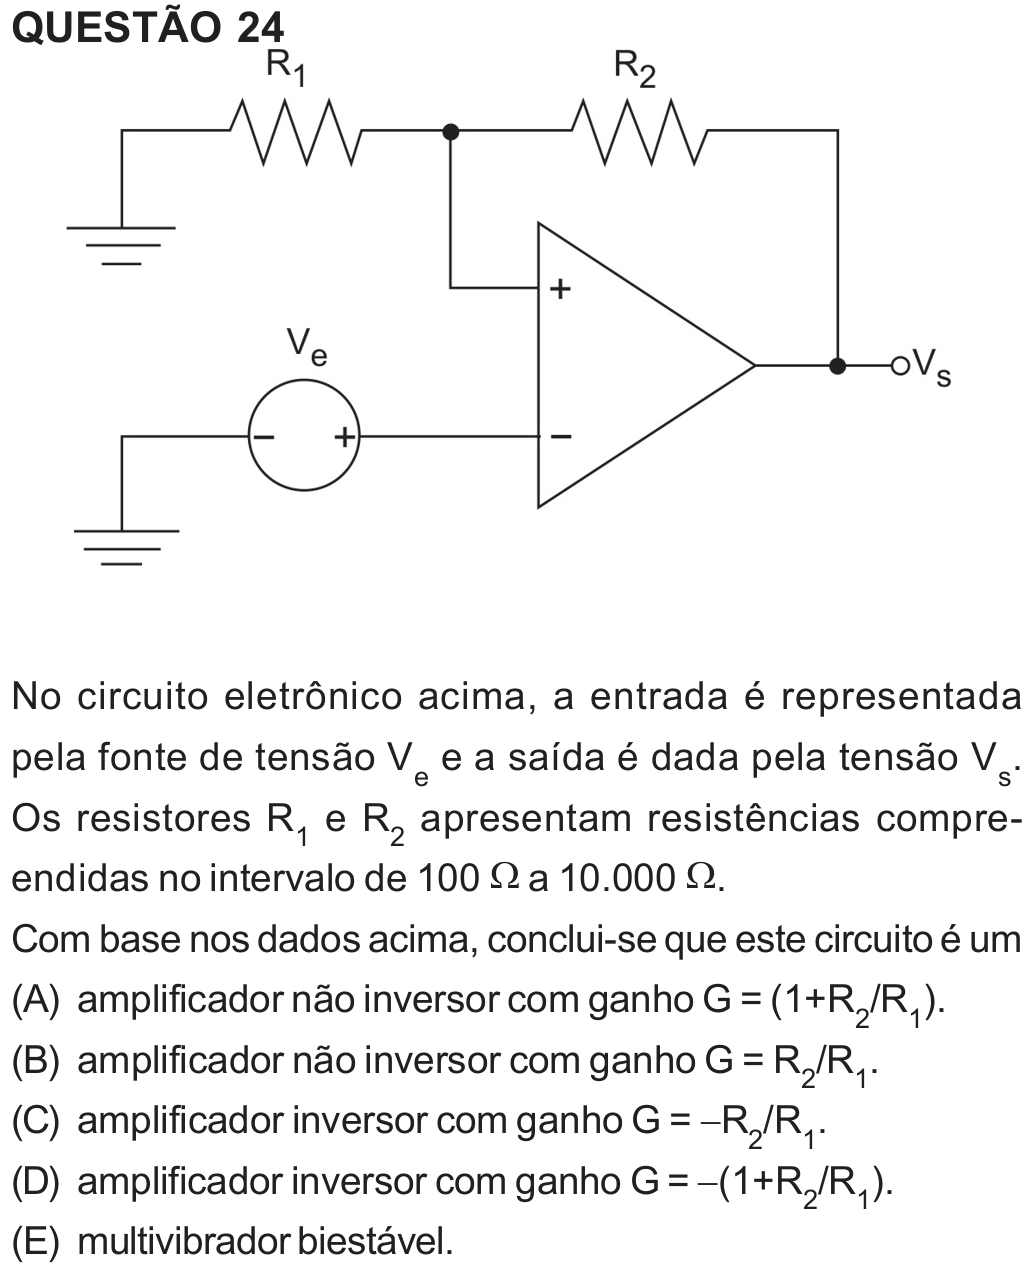 QUESTÃO 24
R1 R2
+
Ve
Vs
− + −
No circuito eletrônico acima, a entrada é representada
pela fonte de tensão Ve e a saída é dada pela tensão Vs.
Os resistores R1 e R2 apresentam resistências compre-
endidas no intervalo de 100 Ω a 10.000 Ω.
Com base nos dados acima, conclui-se que este circuito é um
(A) amplificador não inversor com ganho G = (1+R2/R1).
(B) amplificador não inversor com ganho G = R2/R1.
(C) amplificador inversor com ganho G = –R2/R1.
(D) amplificador inversor com ganho G = –(1+R2/R1).
(E) multivibrador biestável.